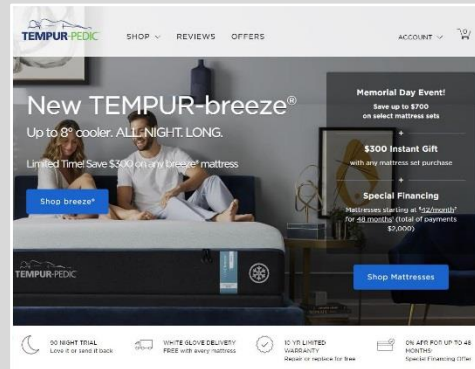 TEMPUR-PEDIC
SHOP
REVIEWS
OFFERS
ACCOUNT
0
New TEMPUR-breeze®
Up to 8° cooler. ALL NIGHT. LONG.
Limited Time! Save $300 on any breeze® mattress
Shop breeze®
Memorial Day Event!
Save up to $700
on select mattress sets
+
$300 Instant Gift
with any mattress set purchase
+
Special Financing
Mattresses starting at $42/month¹
for 48 months¹ (total of payments
$2,000)
Shop Mattresses
TEMPUR-PEDIC
90 NIGHT TRIAL
Love it or send it back
WHITE GLOVE DELIVERY
FREE with every mattress
10 YR LIMITED
WARRANTY
Repair or replace for free
0% APR FOR UP TO 48
MONTHS¹
Special Financing Offer